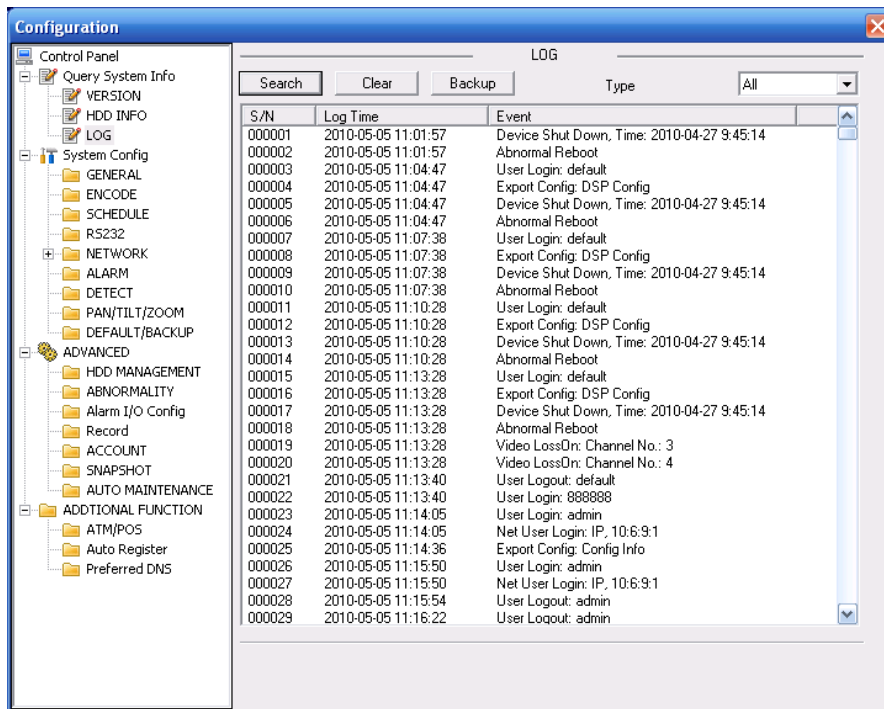 Configuration
Control Panel
Query System Info
VERSION
HDD INFO
LOG
System Config
GENERAL
ENCODE
SCHEDULE
RS232
NETWORK
ALARM
DETECT
PAN/TILT/ZOOM
DEFAULT/BACKUP
ADVANCED
HDD MANAGEMENT
ABNORMALITY
Alarm I/O Config
Record
ACCOUNT
SNAPSHOT
AUTO MAINTENANCE
ADDTIONAL FUNCTION
ATM/POS
Auto Register
Preferred DNS
LOG
Search Clear Backup Type All
S/N Log Time Event
000001 2010-05-05 11:01:57 Device Shut Down, Time: 2010-04-27 9:45:14
000002 2010-05-05 11:01:57 Abnormal Reboot
000003 2010-05-05 11:04:47 User Login: default
000004 2010-05-05 11:04:47 Export Config: DSP Config
000005 2010-05-05 11:04:47 Device Shut Down, Time: 2010-04-27 9:45:14
000006 2010-05-05 11:04:47 Abnormal Reboot
000007 2010-05-05 11:07:38 User Login: default
000008 2010-05-05 11:07:38 Export Config: DSP Config
000009 2010-05-05 11:07:38 Device Shut Down, Time: 2010-04-27 9:45:14
000010 2010-05-05 11:07:38 Abnormal Reboot
000011 2010-05-05 11:10:28 User Login: default
000012 2010-05-05 11:10:28 Export Config: DSP Config
000013 2010-05-05 11:10:28 Device Shut Down, Time: 2010-04-27 9:45:14
000014 2010-05-05 11:10:28 Abnormal Reboot
000015 2010-05-05 11:13:28 User Login: default
000016 2010-05-05 11:13:28 Export Config: DSP Config
000017 2010-05-05 11:13:28 Device Shut Down, Time: 2010-04-27 9:45:14
000018 2010-05-05 11:13:28 Abnormal Reboot
000019 2010-05-05 11:13:28 Video LossOn: Channel No.: 3
000020 2010-05-05 11:13:28 Video LossOn: Channel No.: 4
000021 2010-05-05 11:13:40 User Logout: default
000022 2010-05-05 11:13:40 User Login: 888888
000023 2010-05-05 11:14:05 User Login: admin
000024 2010-05-05 11:14:05 Net User Login: IP, 10:6:9:1
000025 2010-05-05 11:14:36 Export Config: Config Info
000026 2010-05-05 11:15:50 User Login: admin
000027 2010-05-05 11:15:50 Net User Login: IP, 10:6:9:1
000028 2010-05-05 11:15:54 User Logout: admin
000029 2010-05-05 11:16:22 User Logout: admin